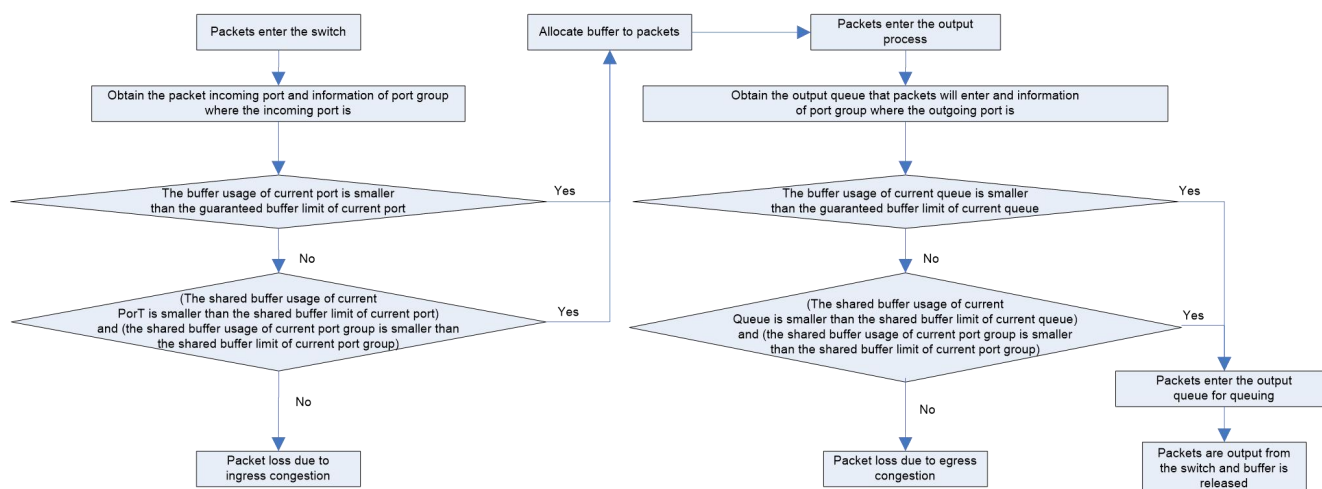 Packets enter the switch
Obtain the packet incoming port and information of port group
where the incoming port is
The buffer usage of current port is smaller
than the guaranteed buffer limit of current port
Yes
No
(The shared buffer usage of current
PorT is smaller than the shared buffer limit of current port)
and (the shared buffer usage of current port group is smaller than
the shared buffer limit of current port group)
Yes
No
Packet loss due to
ingress congestion
Allocate buffer to packets
Packets enter the output
process
Obtain the output queue that packets will enter and information
of port group where the outgoing port is
The buffer usage of current queue is smaller
than the guaranteed buffer limit of current queue
Yes
No
(The shared buffer usage of current
Queue is smaller than the shared buffer limit of current queue)
and (the shared buffer usage of current port group is smaller
than the shared buffer limit of current port group)
Yes
No
Packet loss due to egress
congestion
Packets enter the output
queue for queuing
Packets are output from
the switch and buffer is
released